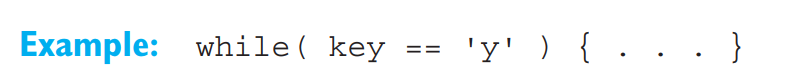 Example: while( key == 'y' ) { . . . }